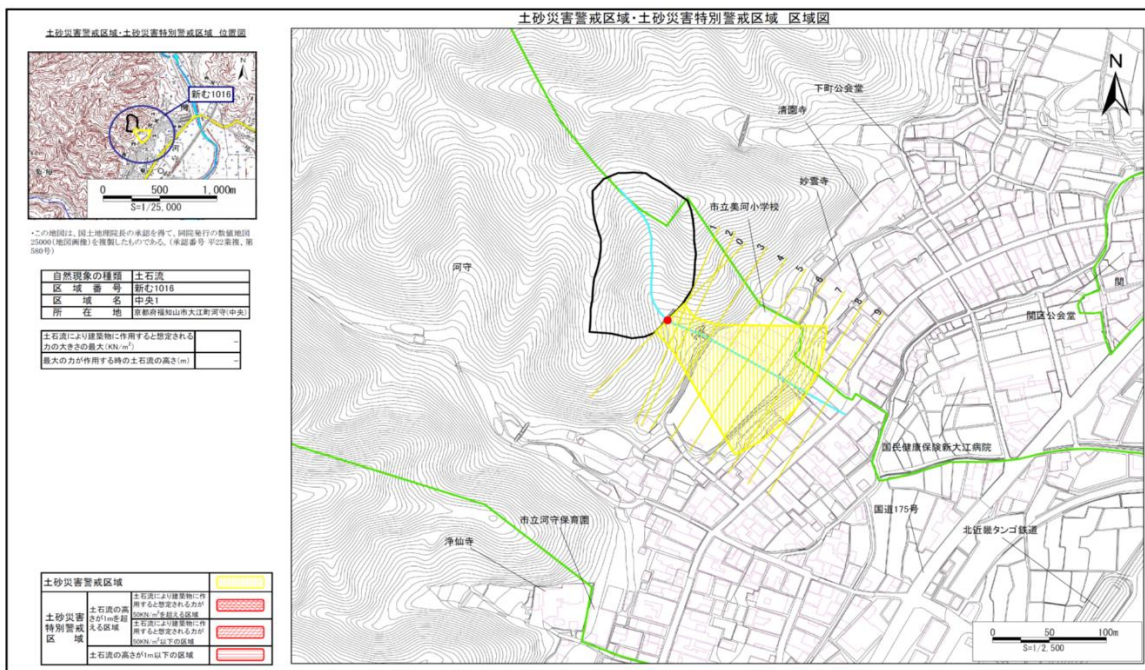 土砂災害警戒区域・土砂災害特別警戒区域 区域図
土砂災害警戒区域・土砂災害特別警戒区域 位置図
新む1016
N
0 500 1,000m
S=1/25,000
・この地図は、国土地理院長の承認を得て、同院発行の数値地図
25000(地図画像)を複製したものである。(承認番号 平22業複、第
580号)
自然現象の種類 土石流
区域番号 新む1016
区域名 中央1
所在地 京都府福知山市大江町河守(中央)
土石流により建築物に作用すると想定される
力の大きさの最大(KN/m²) -
最大の力が作用する時の土石流の高さ(m) -
土砂災害警戒区域
土砂災害
特別警戒
区域
土石流の高
さが1mを超
える区域
土石流により建築物に作
用すると想定される力が
50KN/m²を超える区域
土石流により建築物に作
用すると想定される力が
50KN/m²以下の区域
土石流の高さが1m以下の区域
N
下町公会堂
清園寺
妙雲寺
市立美河小学校
河守
1
2
0
3
4
5
6
7
8
9
関
関区公会堂
国民健康保険新大江病院
国道175号
北近畿タンゴ鉄道
市立河守保育園
浄仙寺
0 50 100m
S=1/2,500